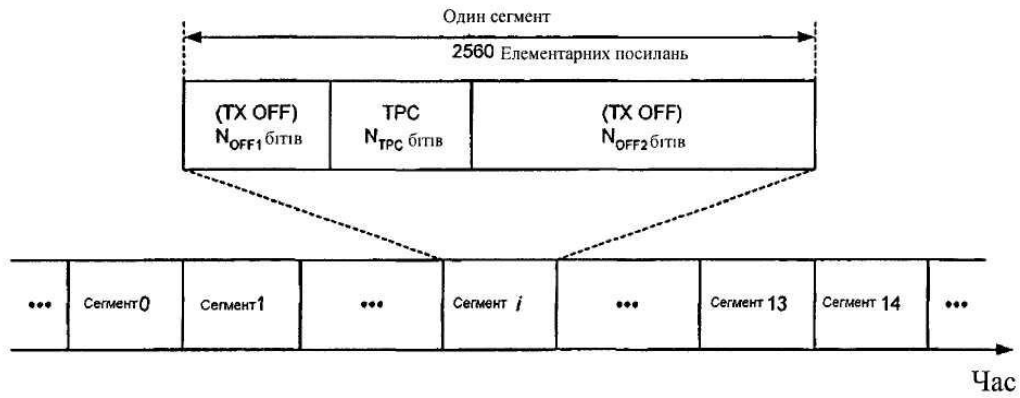 Один сегмент
2560 Елементарних посилань
(TX OFF) TPC (TX OFF)
NOFF1 бітів NTPC бітів NOFF2 бітів
••• Сегмент 0 Сегмент 1 ••• Сегмент i ••• Сегмент 13 Сегмент 14 •••
Час